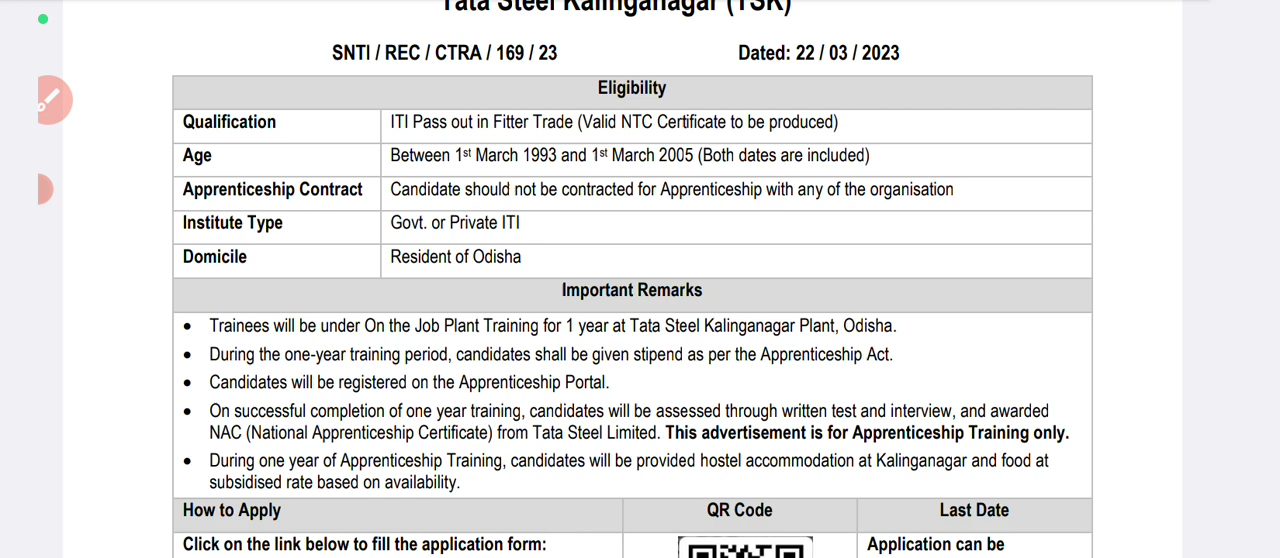 Tata Steel Kalinganagar (TSK)
SNTI / REC / CTRA / 169 / 23 Dated: 22 / 03 / 2023
Eligibility
Qualification ITI Pass out in Fitter Trade (Valid NTC Certificate to be produced)
Age Between 1st March 1993 and 1st March 2005 (Both dates are included)
Apprenticeship Contract Candidate should not be contracted for Apprenticeship with any of the organisation
Institute Type Govt. or Private ITI
Domicile Resident of Odisha
Important Remarks
• Trainees will be under On the Job Plant Training for 1 year at Tata Steel Kalinganagar Plant, Odisha.
• During the one-year training period, candidates shall be given stipend as per the Apprenticeship Act.
• Candidates will be registered on the Apprenticeship Portal.
• On successful completion of one year training, candidates will be assessed through written test and interview, and awarded
NAC (National Apprenticeship Certificate) from Tata Steel Limited. This advertisement is for Apprenticeship Training only.
• During one year of Apprenticeship Training, candidates will be provided hostel accommodation at Kalinganagar and food at
subsidised rate based on availability.
How to Apply QR Code Last Date
Click on the link below to fill the application form: Application can be